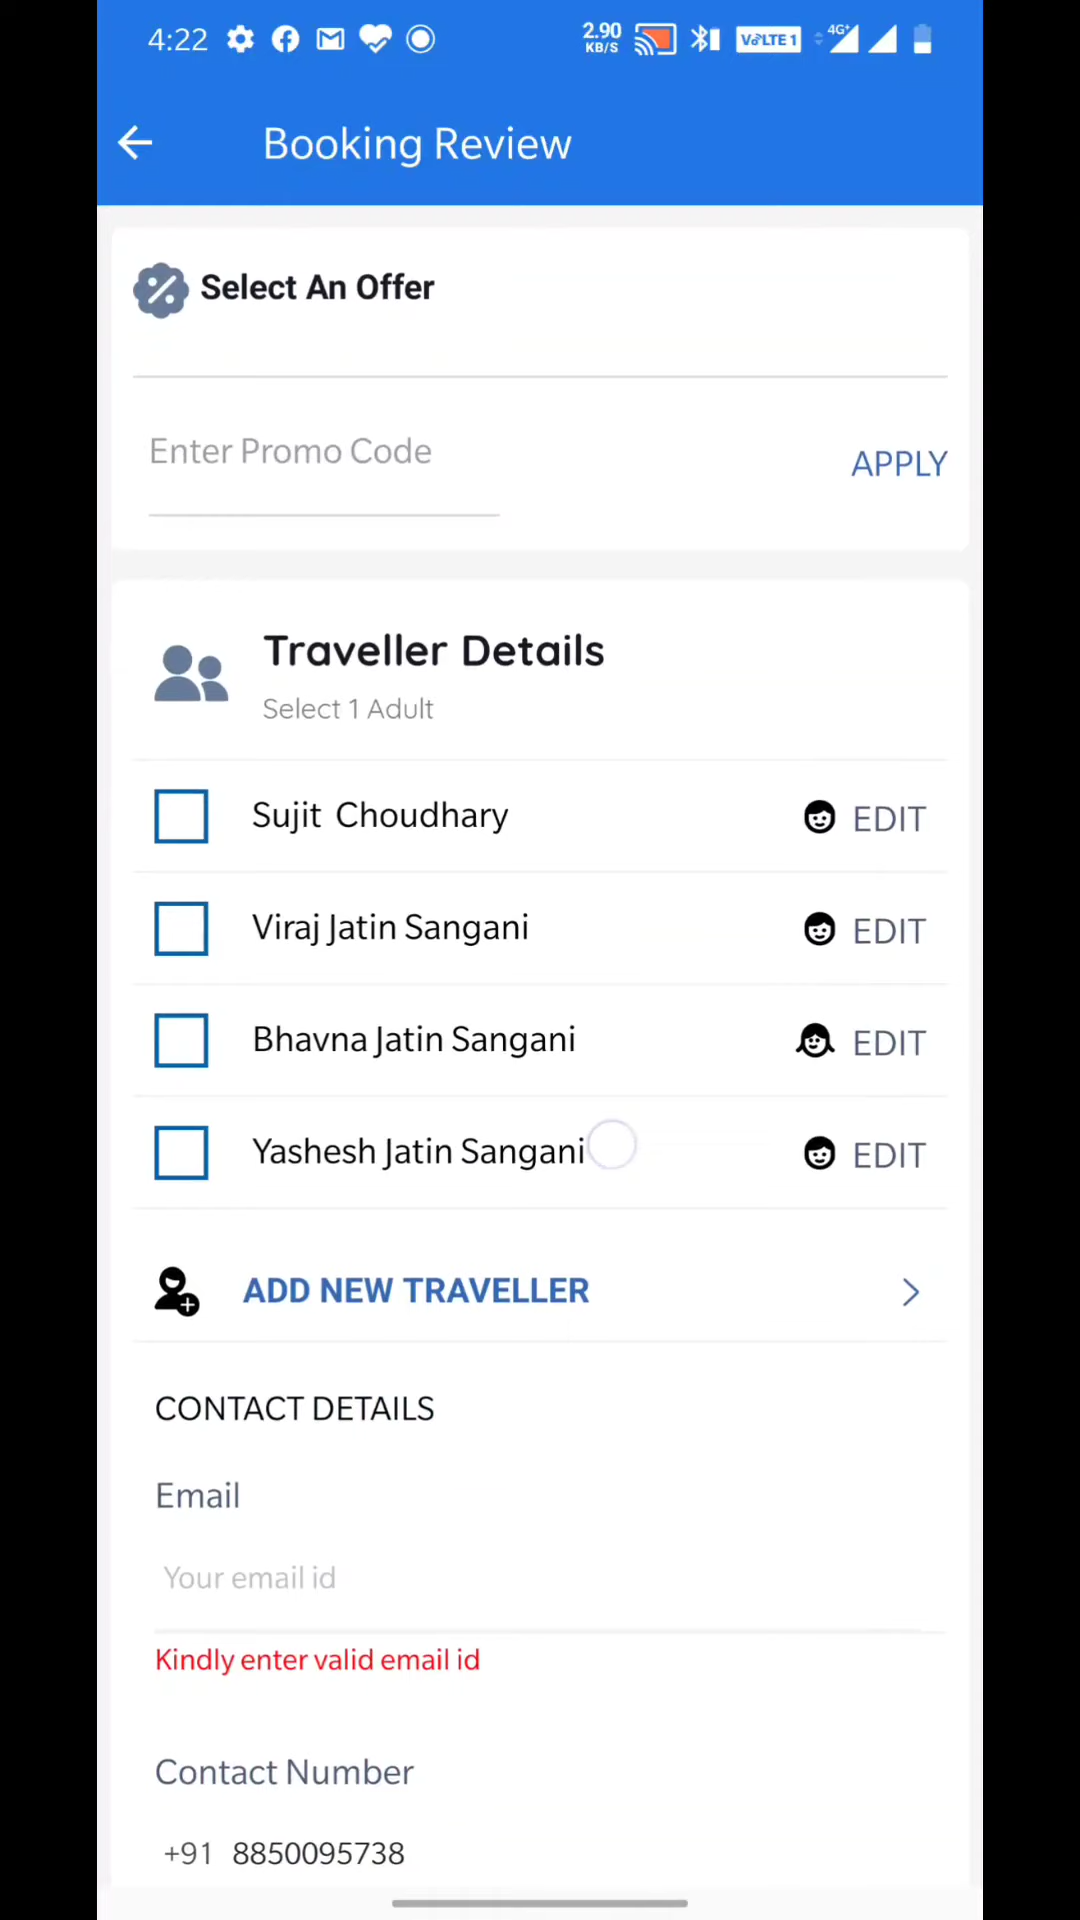 4:22
2.90
KB/S
VoLTE 1
4G+
Booking Review
Select An Offer
Enter Promo Code
APPLY
Traveller Details
Select 1 Adult
Sujit Choudhary
EDIT
Viraj Jatin Sangani
EDIT
Bhavna Jatin Sangani
EDIT
Yashesh Jatin Sangani
EDIT
ADD NEW TRAVELLER
CONTACT DETAILS
Email
Your email id
Kindly enter valid email id
Contact Number
+91 8850095738